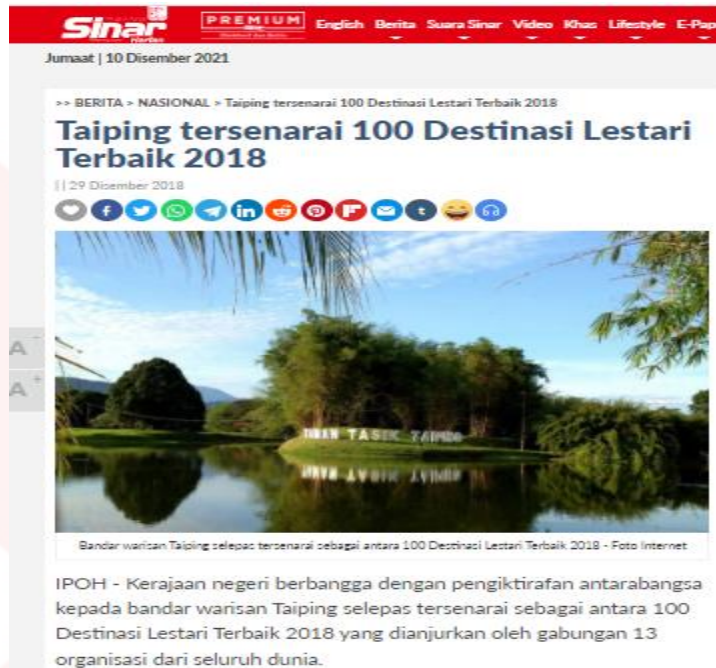 Sinar
Harian
PREMIUM
English Berita Suara Sinar Video Khas Lifestyle E-Pap
Jumaat | 10 Disember 2021
>> BERITA > NASIONAL > Taiping tersenarai 100 Destinasi Lestari Terbaik 2018
Taiping tersenarai 100 Destinasi Lestari
Terbaik 2018
|| 29 Disember 2018
A-
A+
TAMAN TASIK TAIPING
Bandar warisan Taiping selepas tersenarai sebagai antara 100 Destinasi Lestari Terbaik 2018 - Foto Internet
IPOH - Kerajaan negeri berbangga dengan pengiktirafan antarabangsa
kepada bandar warisan Taiping selepas tersenarai sebagai antara 100
Destinasi Lestari Terbaik 2018 yang dianjurkan oleh gabungan 13
organisasi dari seluruh dunia.